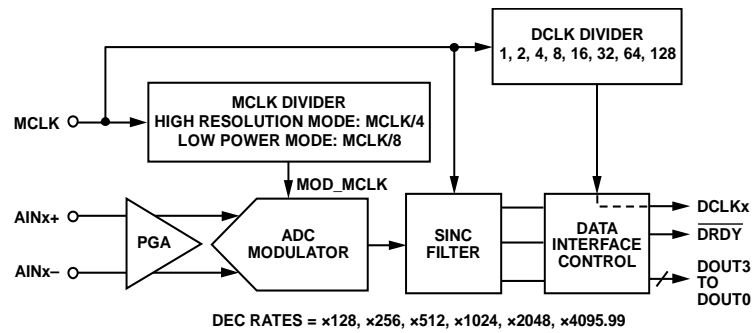 DCLK DIVIDER
1, 2, 4, 8, 16, 32, 64, 128
MCLK
MCLK DIVIDER
HIGH RESOLUTION MODE: MCLK/4
LOW POWER MODE: MCLK/8
MOD_MCLK
AINx+
AINx–
PGA
ADC
MODULATOR
SINC
FILTER
DATA
INTERFACE
CONTROL
DCLKx
DRDY
DOUT3
TO
DOUT0
DEC RATES = ×128, ×256, ×512, ×1024, ×2048, ×4095.99